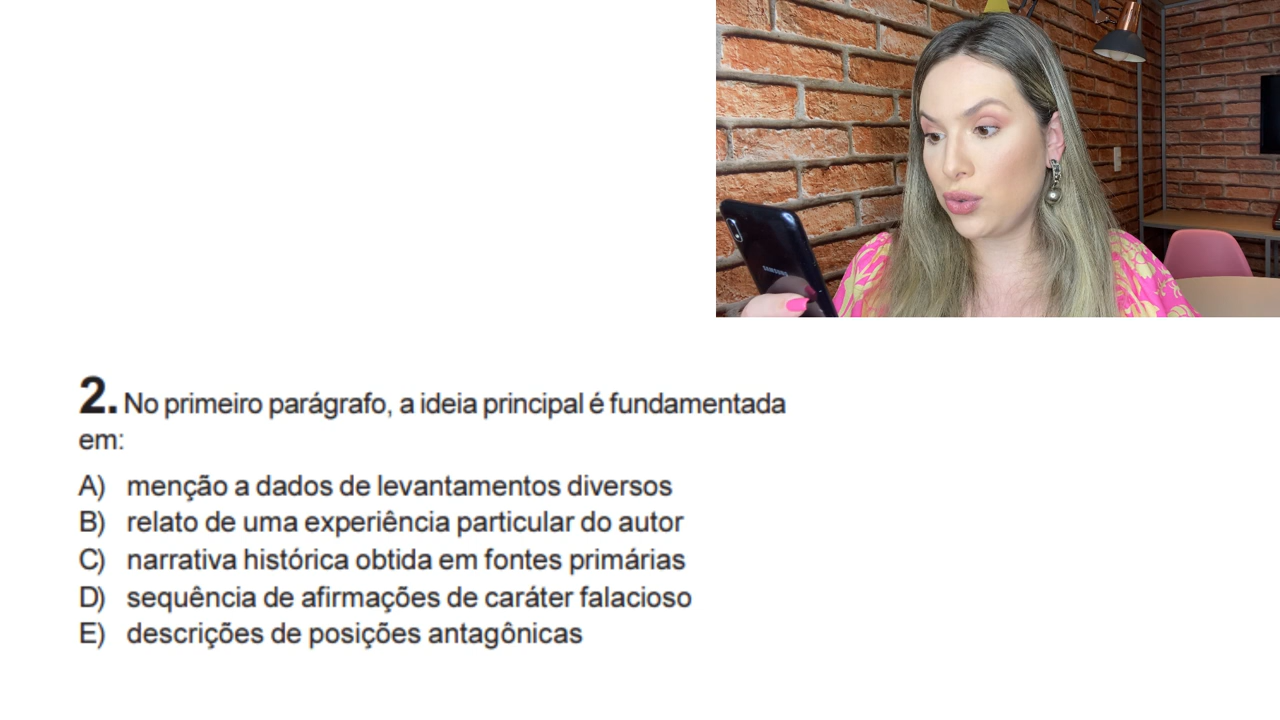 SAMSUNG
2. No primeiro parágrafo, a ideia principal é fundamentada
em:
A) menção a dados de levantamentos diversos
B) relato de uma experiência particular do autor
C) narrativa histórica obtida em fontes primárias
D) sequência de afirmações de caráter falacioso
E) descrições de posições antagônicas